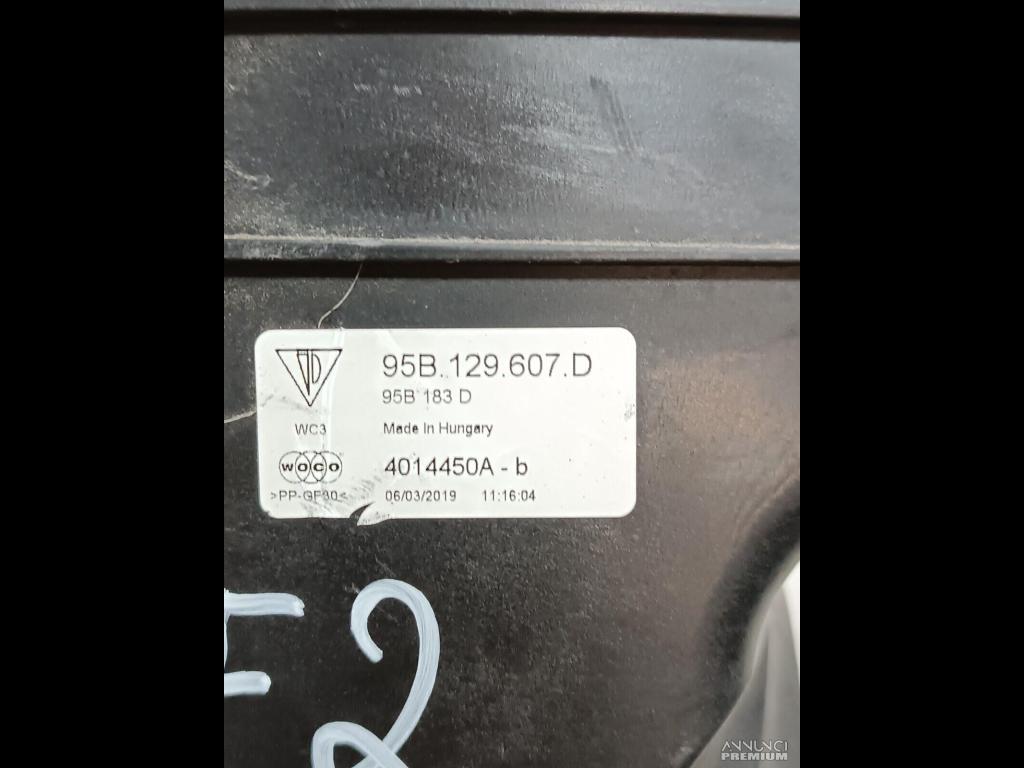 95B.129.607.D
95B 183 D
WC3
Made In Hungary
WOCO
4014450A - b
>PP-GF30<
06/03/2019 11:16:04
2
ANNUNCI
PREMIUM